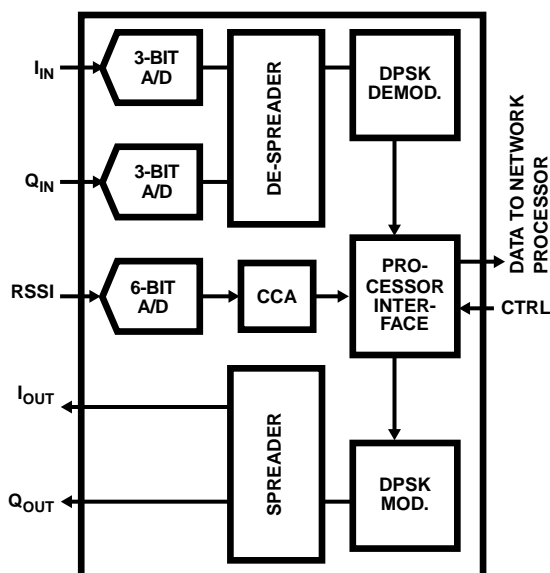 I_IN
3-BIT
A/D
DE-SPREADER
DPSK
DEMOD.
Q_IN
3-BIT
A/D
DATA TO NETWORK
PROCESSOR
RSSI
6-BIT
A/D
CCA
PRO-
CESSOR
INTER-
FACE
CTRL
I_OUT
SPREADER
Q_OUT
DPSK
MOD.